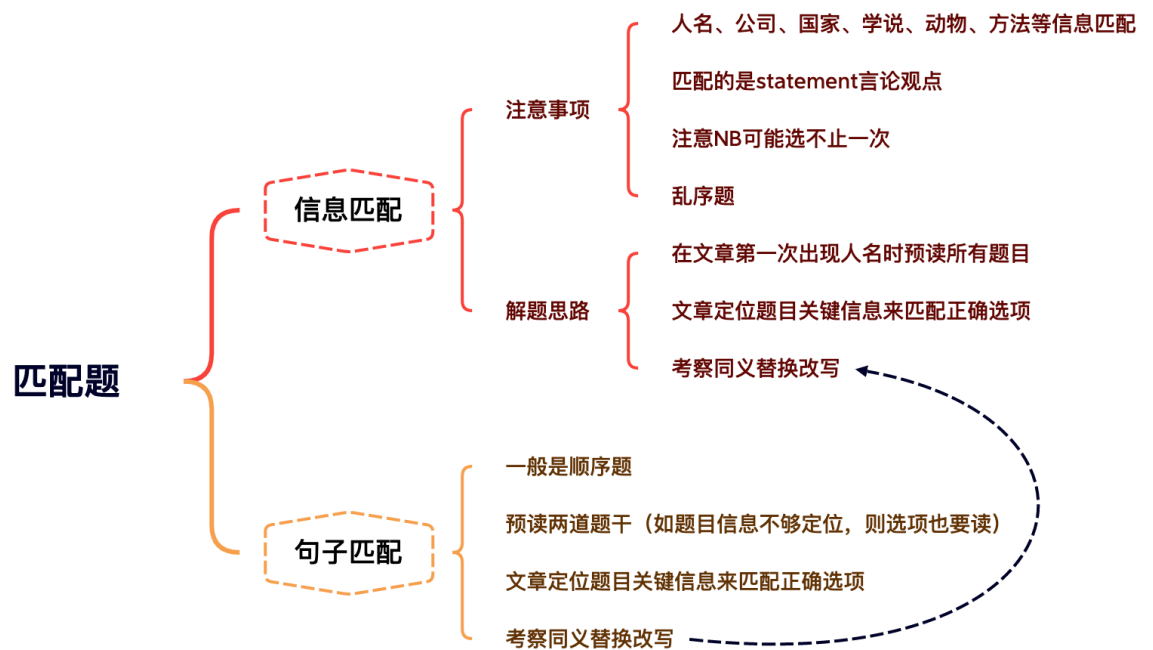 匹配题
信息匹配
注意事项
人名、公司、国家、学说、动物、方法等信息匹配
匹配的是statement言论观点
注意NB可能选不止一次
乱序题
解题思路
在文章第一次出现人名时预读所有题目
文章定位题目关键信息来匹配正确选项
考察同义替换改写
句子匹配
一般是顺序题
预读两道题干（如题目信息不够定位，则选项也要读）
文章定位题目关键信息来匹配正确选项
考察同义替换改写